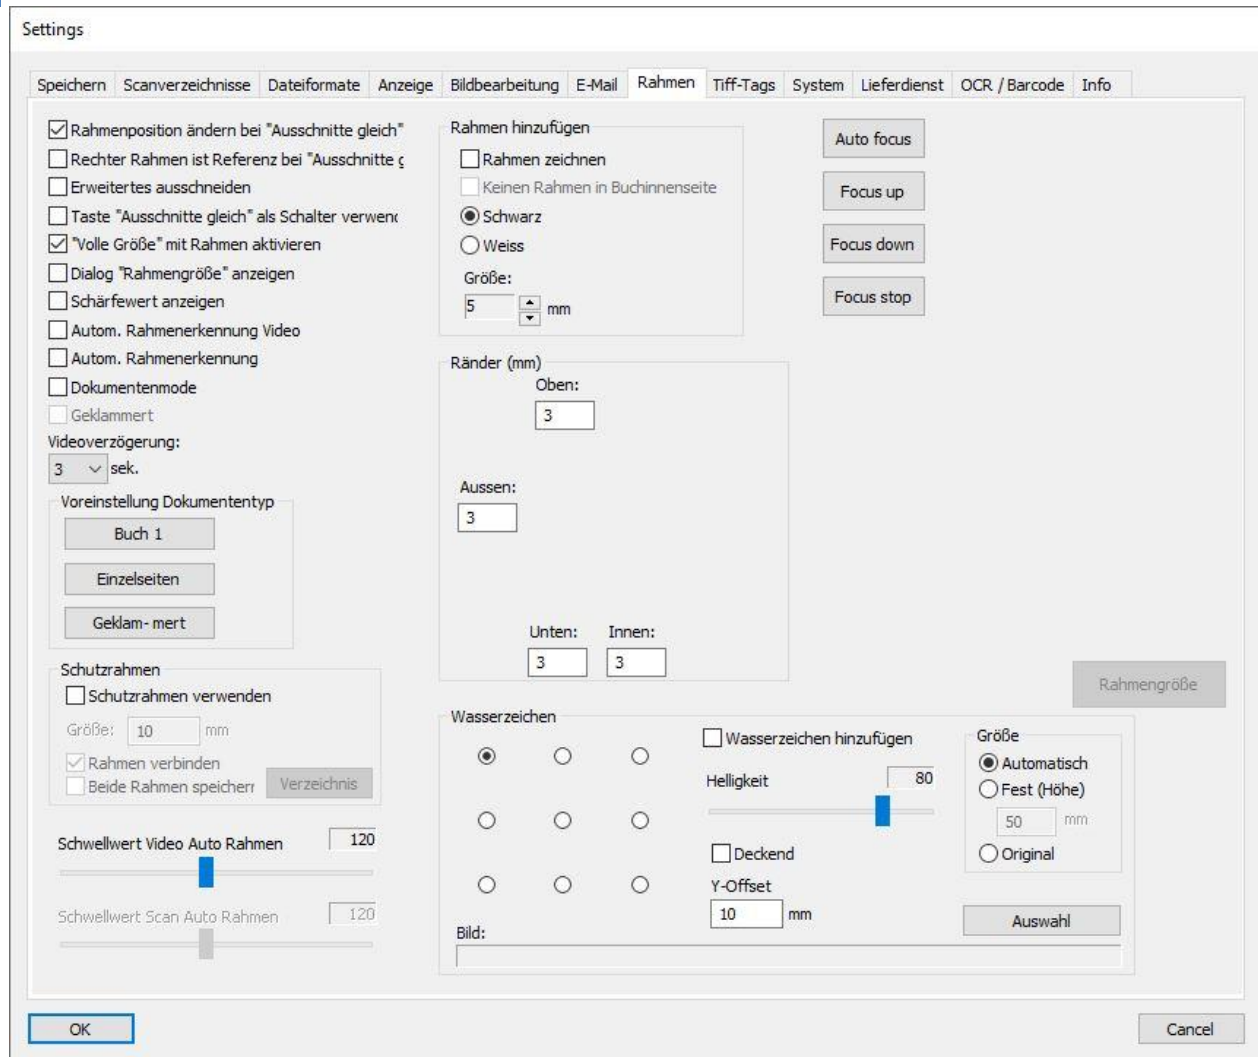 Settings
Speichern Scanverzeichnisse Dateiformate Anzeige Bildbearbeitung E-Mail Rahmen Tiff-Tags System Lieferdienst OCR / Barcode Info
Rahmenposition ändern bei "Ausschnitte gleich"
Rechter Rahmen ist Referenz bei "Ausschnitte g
Erweitertes ausschneiden
Taste "Ausschnitte gleich" als Schalter verwend
"Volle Größe" mit Rahmen aktivieren
Dialog "Rahmengröße" anzeigen
Schärfewert anzeigen
Autom. Rahmenerkennung Video
Autom. Rahmenerkennung
Dokumentenmode
Geklammert
Videoverzögerung:
3 sek.
Voreinstellung Dokumententyp
Buch 1
Einzelseiten
Geklam- mert
Schutzrahmen
Schutzrahmen verwenden
Größe: 10 mm
Rahmen verbinden
Beide Rahmen speichern
Verzeichnis
Schwellwert Video Auto Rahmen 120
Schwellwert Scan Auto Rahmen 120
Rahmen hinzufügen
Rahmen zeichnen
Keinen Rahmen in Buchinnenseite
Schwarz
Weiss
Größe:
5 mm
Ränder (mm)
Oben:
3
Aussen:
3
Unten: Innen:
3 3
Auto focus
Focus up
Focus down
Focus stop
Rahmengröße
Wasserzeichen
Wasserzeichen hinzufügen
Helligkeit 80
Deckend
Y-Offset
10 mm
Größe
Automatisch
Fest (Höhe)
50 mm
Original
Auswahl
Bild:
OK
Cancel